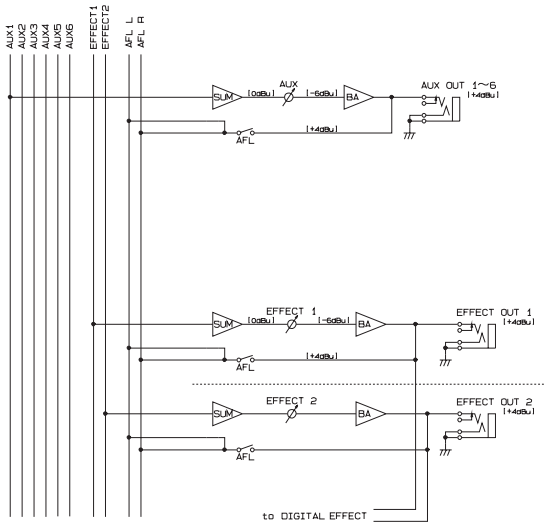 AUX1
AUX2
AUX3
AUX4
AUX5
AUX6
EFFECT1
EFFECT2
AFL L
AFL R
SUM
[0dBu]
AUX
[-6dBu]
BA
AUX OUT 1~6
[+4dBu]
[+4dBu]
AFL
SUM
[0dBu]
EFFECT 1
[-6dBu]
BA
EFFECT OUT 1
[+4dBu]
[+4dBu]
AFL
SUM
EFFECT 2
BA
EFFECT OUT 2
[+4dBu]
AFL
to DIGITAL EFFECT